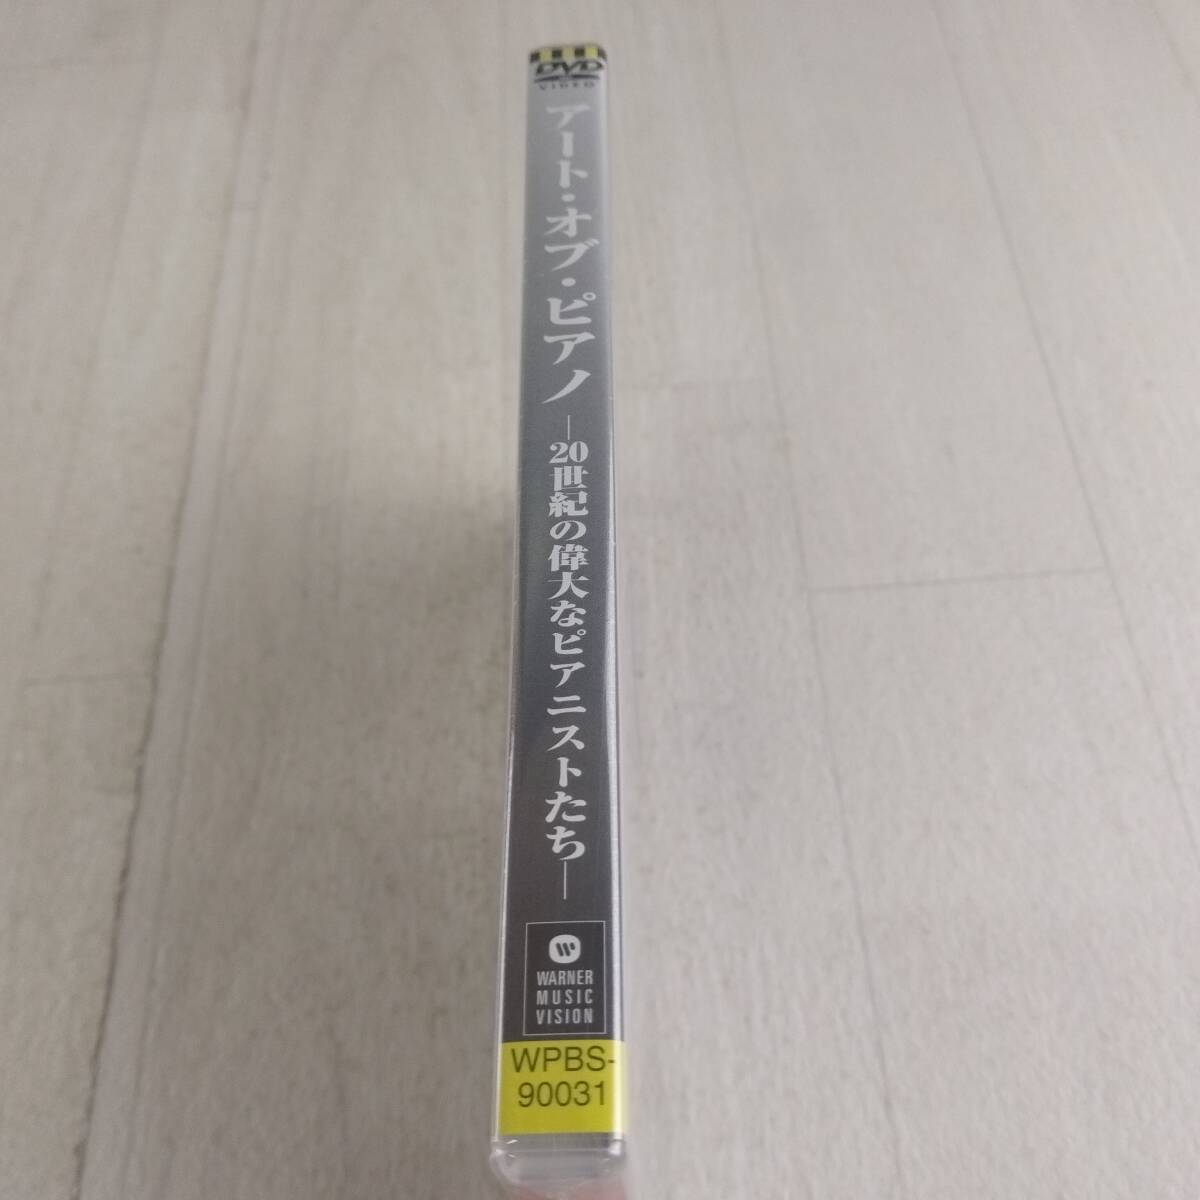 DVD
VIDEO
アート・オブ・ピアノ
―20世紀の偉大なピアニストたち―
WARNER
MUSIC
VISION
WPBS-
90031